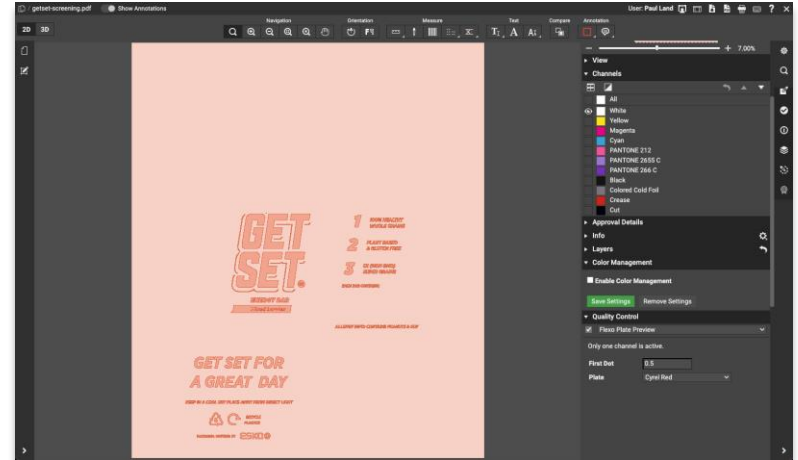 getset-screening.pdf
Show Annotations
User: Paul Land
2D 3D
Navigation
Orientation
Measure
Text
Compare
Annotation
7.00%
View
Channels
All
White
Yellow
Magenta
Cyan
PANTONE 212
PANTONE 2655 C
PANTONE 266 C
Black
Colored Cold Foil
Crease
Cut
Approval Details
Info
Layers
Color Management
Enable Color Management
Save Settings Remove Settings
Quality Control
Flexo Plate Preview
Only one channel is active.
First Dot 0.5
Plate Cyrel Red
GET
SET
1
2 PLANT BASED
& GLUTEN FREE
3
GET SET FOR
A GREAT DAY
ESKO